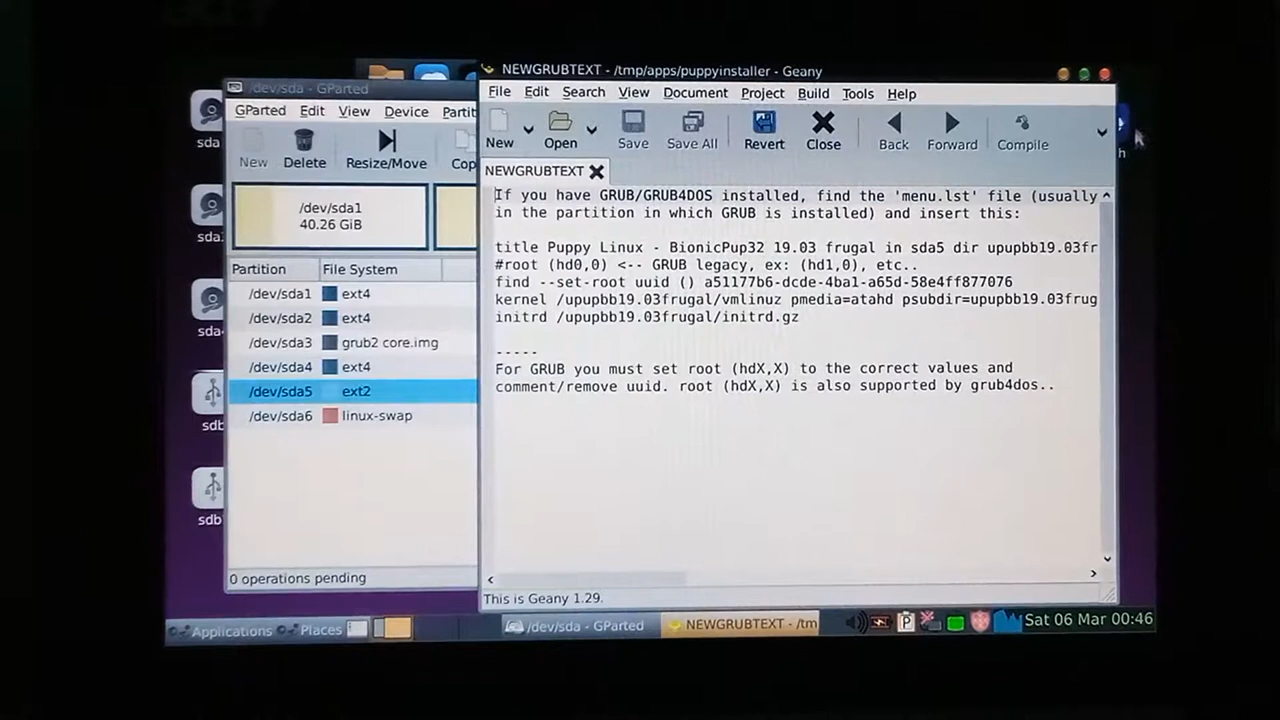 /dev/sda - GParted
GParted Edit View Device
New
Delete
Resize/Move
/dev/sda1
40.26 GiB
Partition
File System
/dev/sda1
ext4
/dev/sda2
ext4
/dev/sda3
grub2 core.img
/dev/sda4
ext4
/dev/sda5
ext2
/dev/sda6
linux-swap
0 operations pending
NEWGRUBTEXT - /tmp/apps/puppyinstaller - Geany
File Edit Search View Document Project Build Tools Help
New
Open
Save
Save All
Revert
Close
Back
Forward
Compile
NEWGRUBTEXT
If you have GRUB/GRUB4DOS installed, find the 'menu.lst' file (usually
in the partition in which GRUB is installed) and insert this:
title Puppy Linux - BionicPup32 19.03 frugal in sda5 dir upupbb19.03fr
#root (hd0,0) <-- GRUB legacy, ex: (hd1,0), etc..
find --set-root uuid () a51177b6-dcde-4ba1-a65d-58e4ff877076
kernel /upupbb19.03frugal/vmlinuz pmedia=atahd psubdir=upupbb19.03frug
initrd /upupbb19.03frugal/initrd.gz
-----
For GRUB you must set root (hdX,X) to the correct values and
comment/remove uuid. root (hdX,X) is also supported by grub4dos..
This is Geany 1.29.
sda
sda
sdb
sdb
Applications
Places
/dev/sda - GParted
NEWGRUBTEXT - /tm
P
Sat 06 Mar 00:46